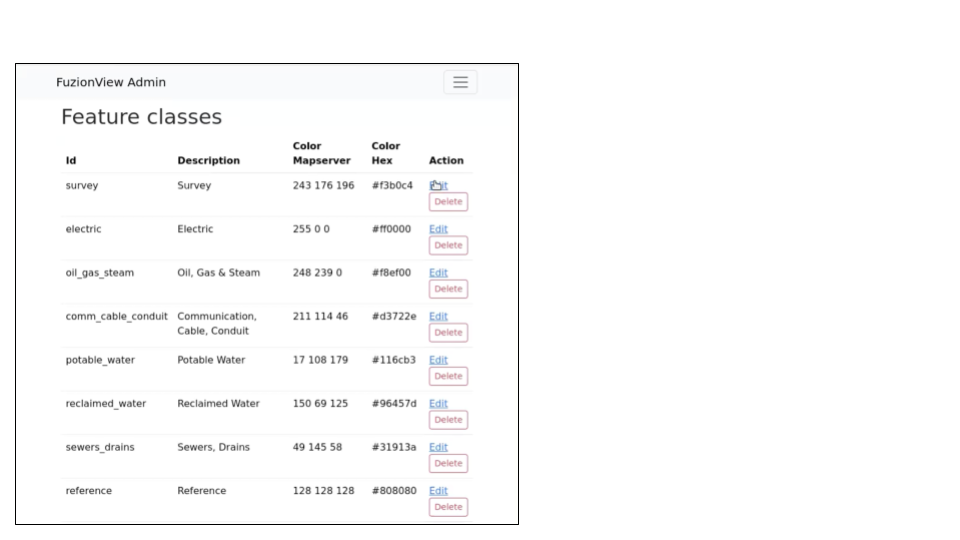 FuzionView Admin
Feature classes
Id Description Color Mapserver Color Hex Action
survey Survey 243 176 196 #f3b0c4 Edit
Delete
electric Electric 255 0 0 #ff0000 Edit
Delete
oil_gas_steam Oil, Gas & Steam 248 239 0 #f8ef00 Edit
Delete
comm_cable_conduit Communication, Cable, Conduit 211 114 46 #d3722e Edit
Delete
potable_water Potable Water 17 108 179 #116cb3 Edit
Delete
reclaimed_water Reclaimed Water 150 69 125 #96457d Edit
Delete
sewers_drains Sewers, Drains 49 145 58 #31913a Edit
Delete
reference Reference 128 128 128 #808080 Edit
Delete